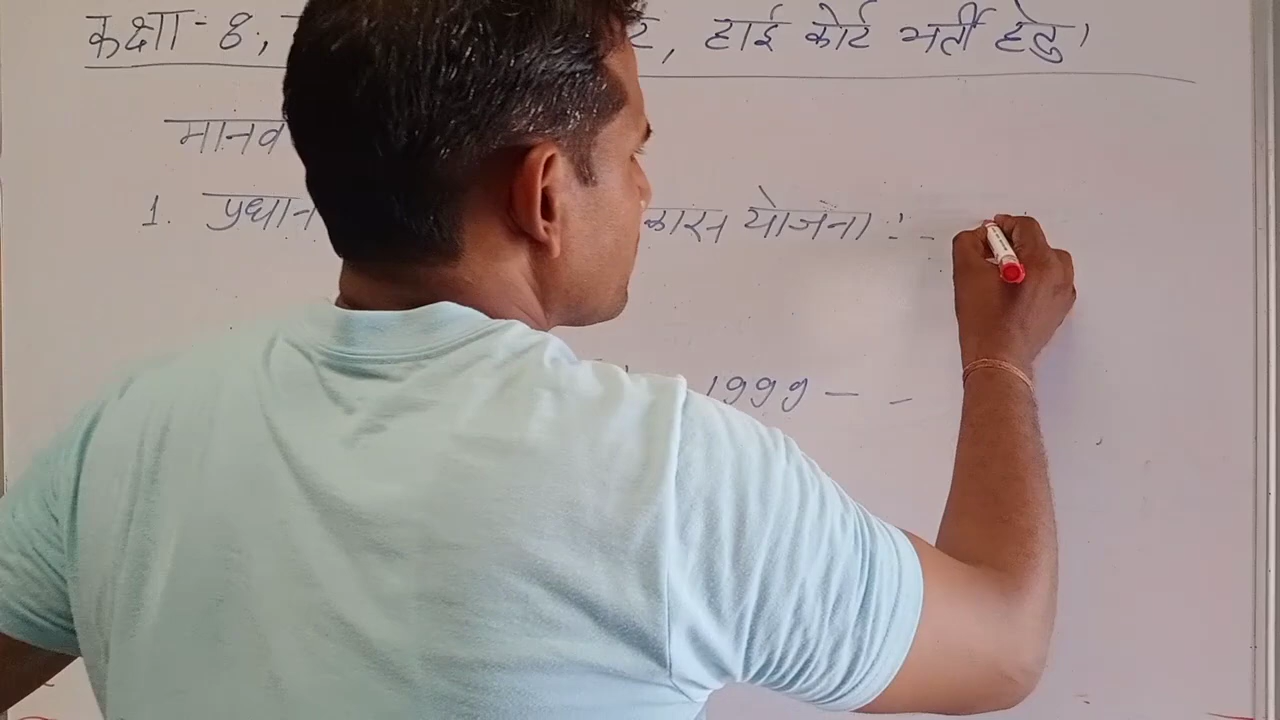 कक्षा-8, हाई कोर्ट भर्ती हेतु।
मानव
1. प्रधान कास योजना :-
1999 - -